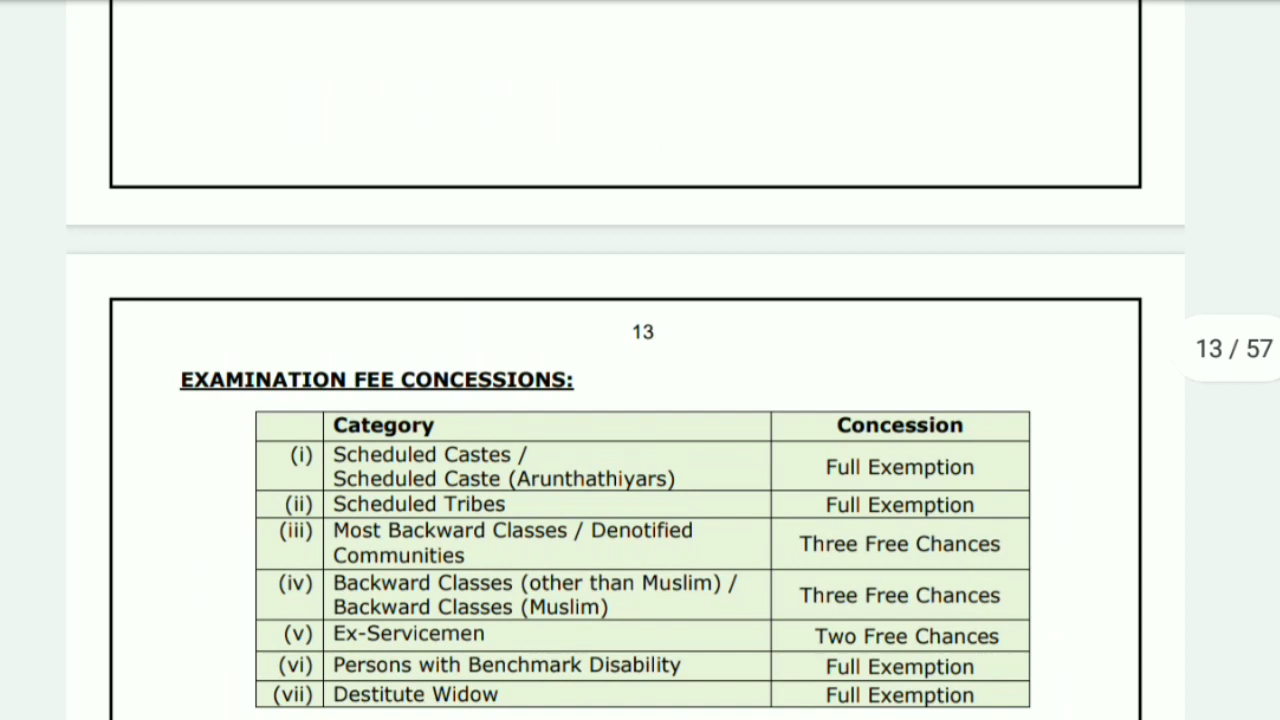 13
13 / 57
EXAMINATION FEE CONCESSIONS:
Category Concession
(i) Scheduled Castes /
Scheduled Caste (Arunthathiyars) Full Exemption
(ii) Scheduled Tribes Full Exemption
(iii) Most Backward Classes / Denotified
Communities Three Free Chances
(iv) Backward Classes (other than Muslim) /
Backward Classes (Muslim) Three Free Chances
(v) Ex-Servicemen Two Free Chances
(vi) Persons with Benchmark Disability Full Exemption
(vii) Destitute Widow Full Exemption